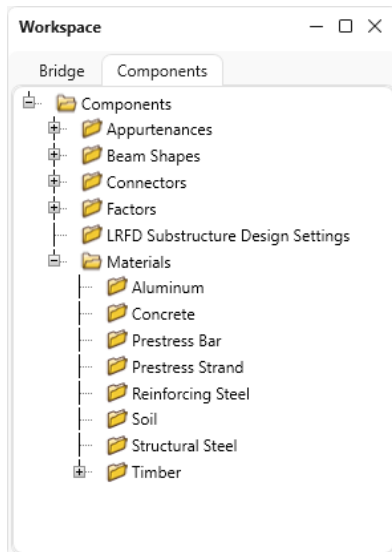 Workspace
Bridge Components
Components
Appurtenances
Beam Shapes
Connectors
Factors
LRFD Substructure Design Settings
Materials
Aluminum
Concrete
Prestress Bar
Prestress Strand
Reinforcing Steel
Soil
Structural Steel
Timber